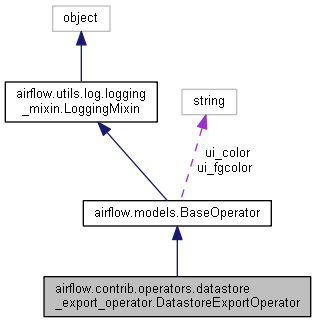 object
airflow.utils.log.logging
_mixin.LoggingMixin
string
ui_color
ui_fgcolor
airflow.models.BaseOperator
airflow.contrib.operators.datastore
_export_operator.DatastoreExportOperator